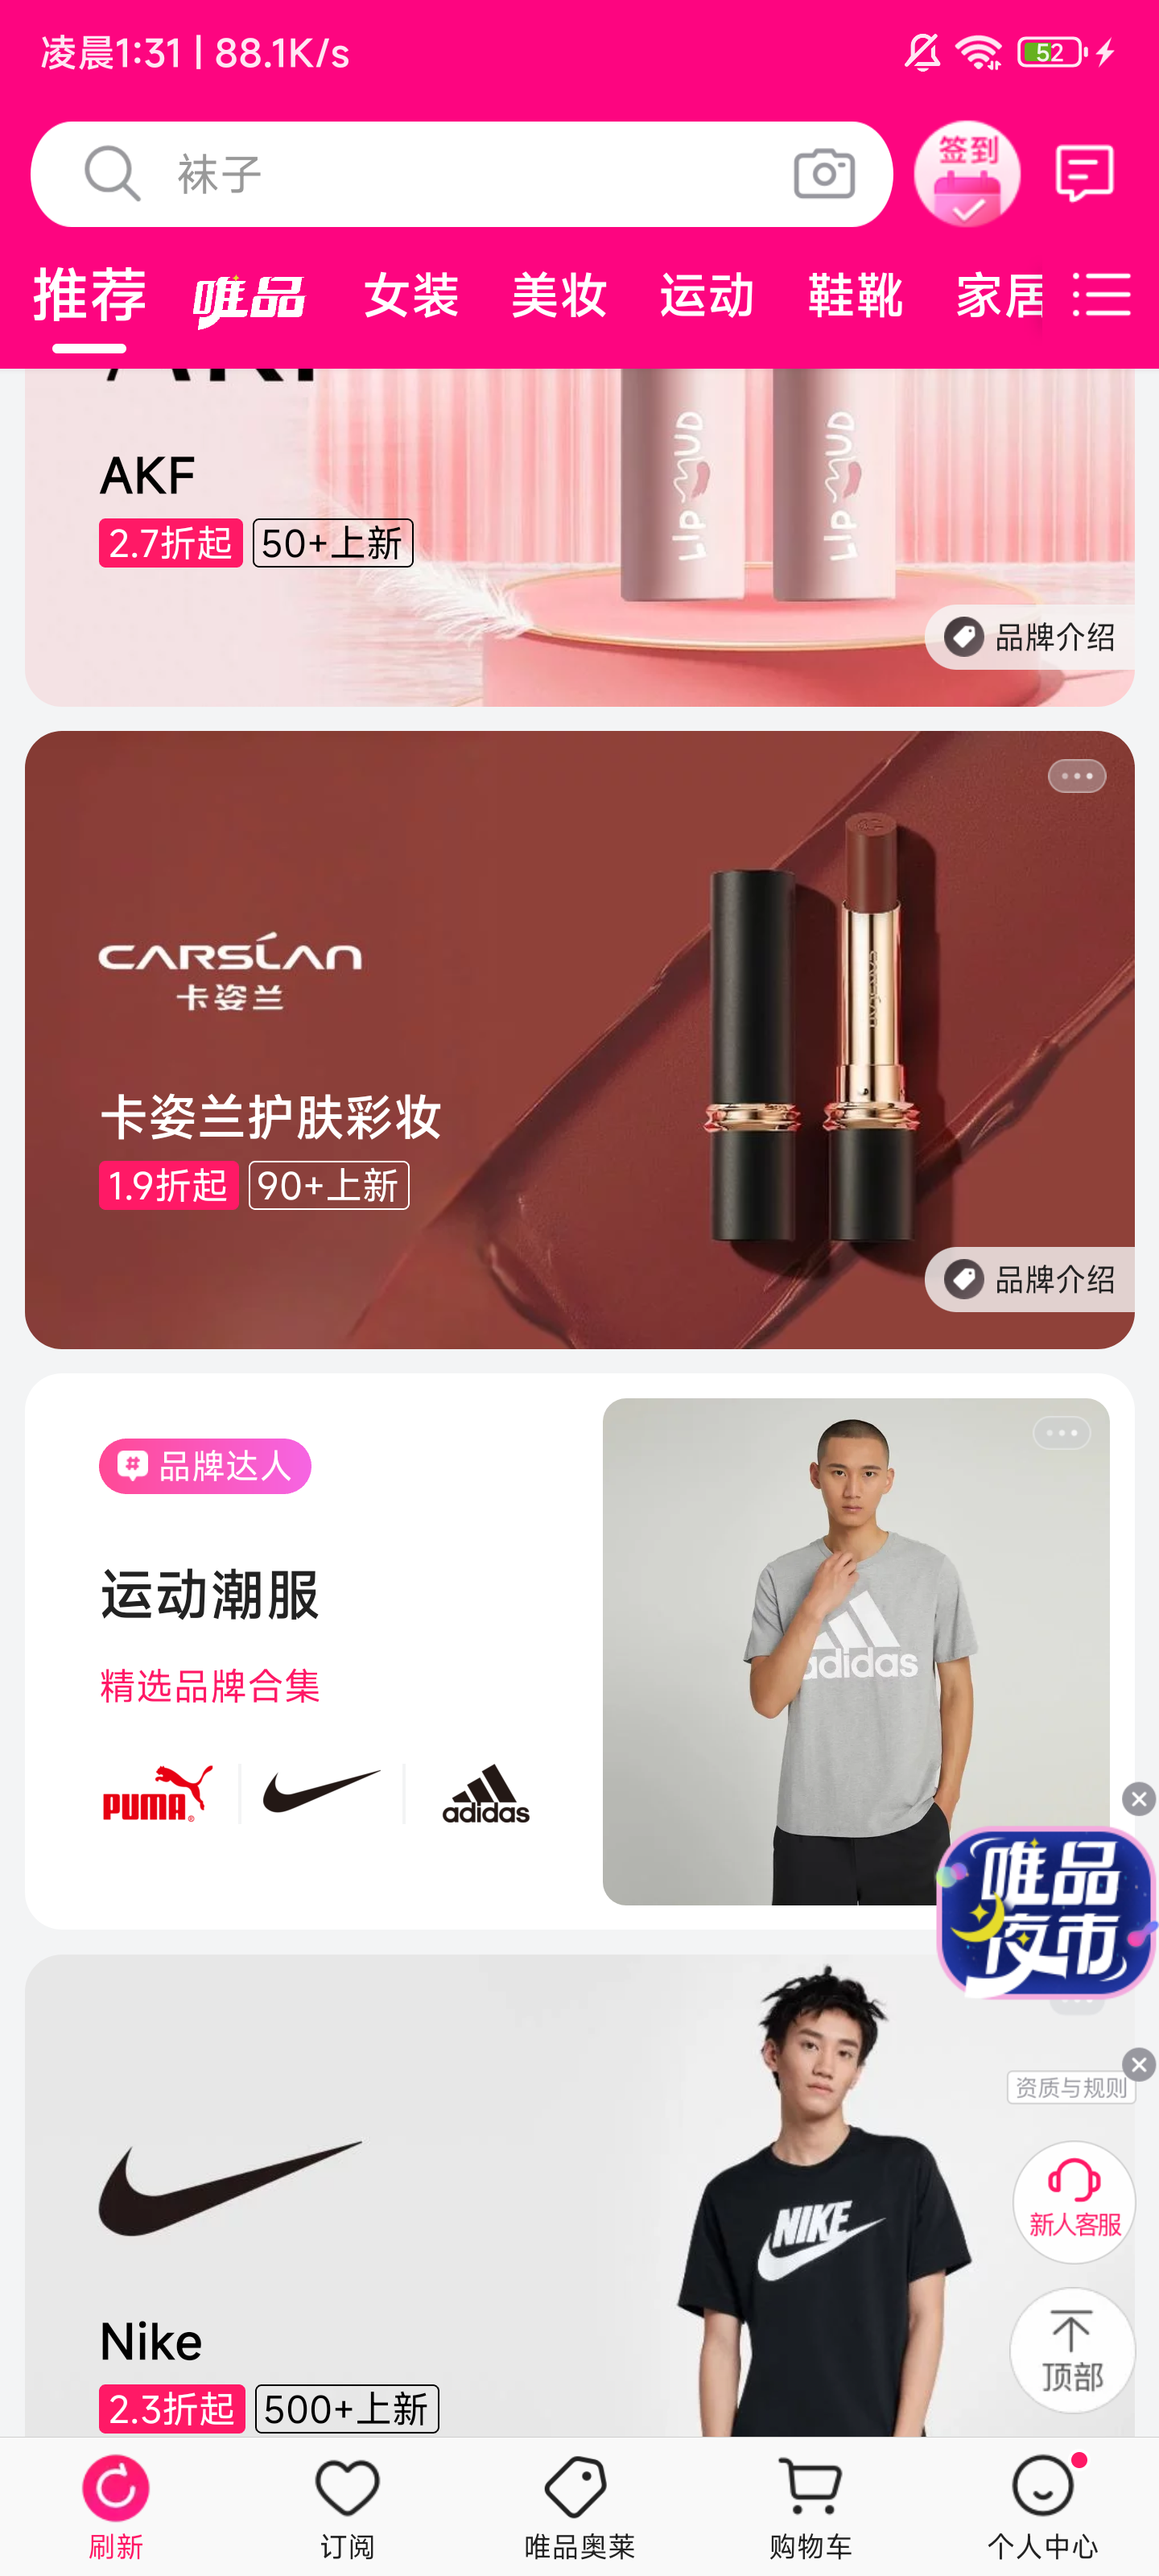 凌晨1:31 | 88.1K/s
52
袜子
签到
推荐 唯品 女装 美妆 运动 鞋靴 家居
AKF
2.7折起 50+上新
LIP MUD LIP MUD
品牌介绍
CARSLAN
卡姿兰
CARSLAN
卡姿兰护肤彩妆
1.9折起 90+上新
品牌介绍
品牌达人
运动潮服
精选品牌合集
PUMA adidas
adidas
唯品
夜市
资质与规则
新人客服
NIKE
Nike
2.3折起 500+上新
顶部
刷新 订阅 唯品奥莱 购物车 个人中心